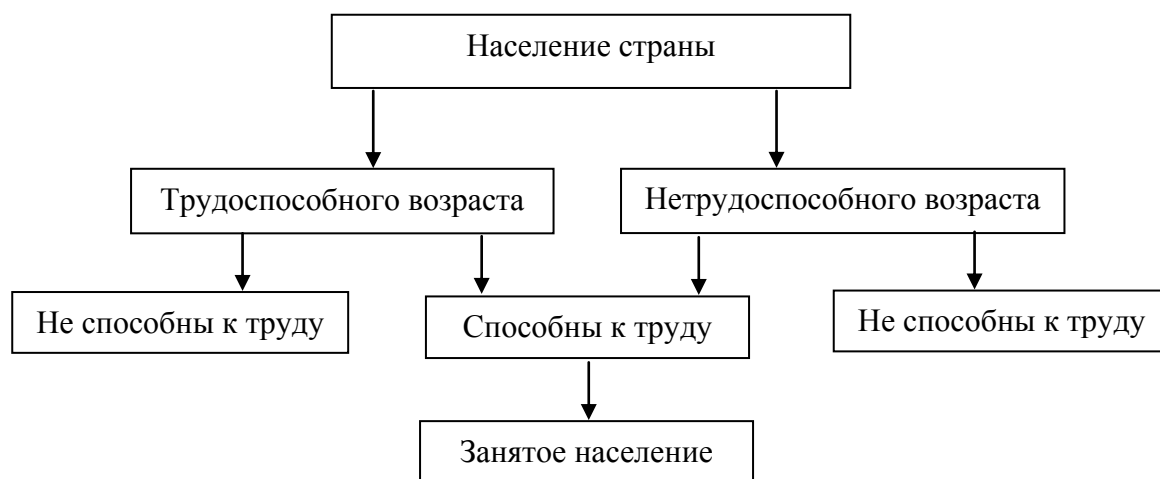 Население страны
Трудоспособного возраста
Нетрудоспособного возраста
Не способны к труду
Способны к труду
Не способны к труду
Занятое население